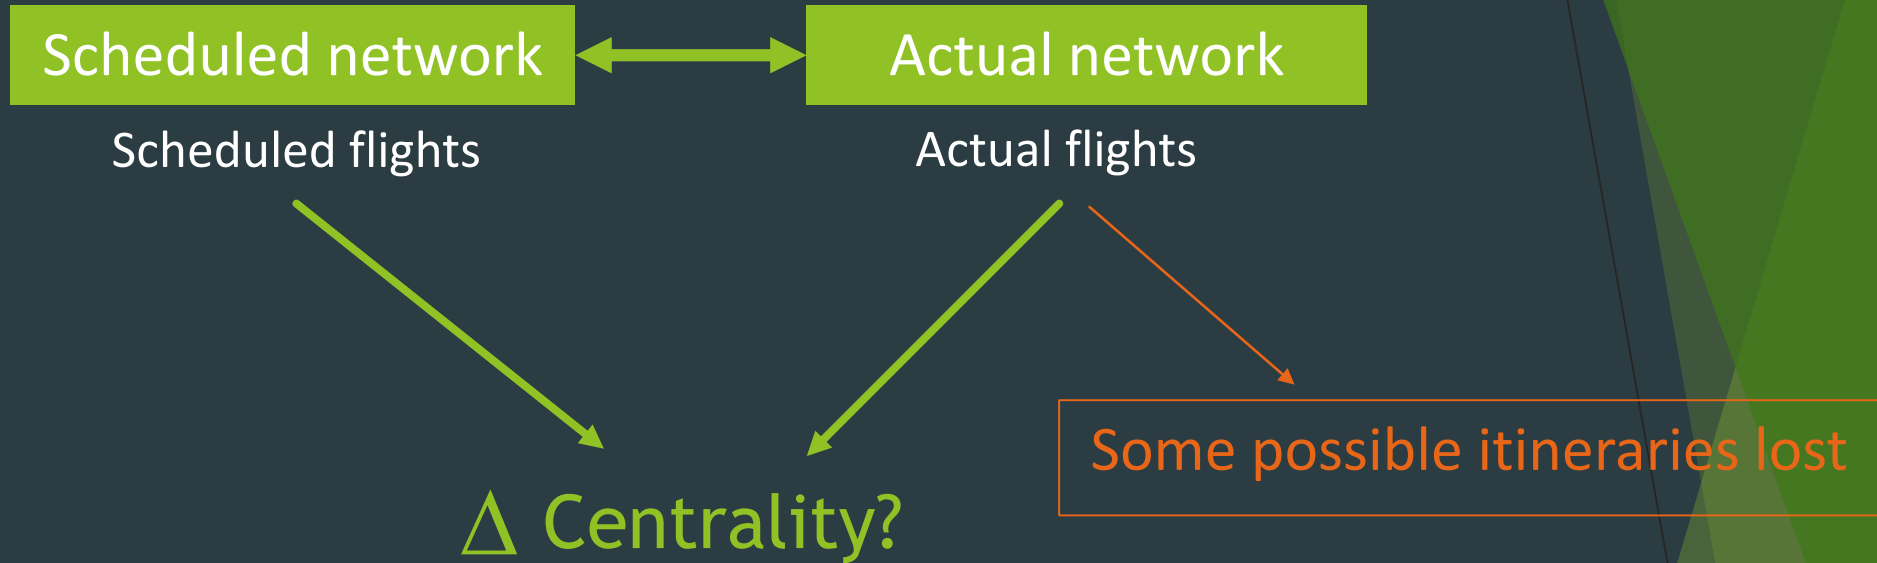 Scheduled network
Actual network
Scheduled flights
Actual flights
Some possible itineraries lost
Δ Centrality?